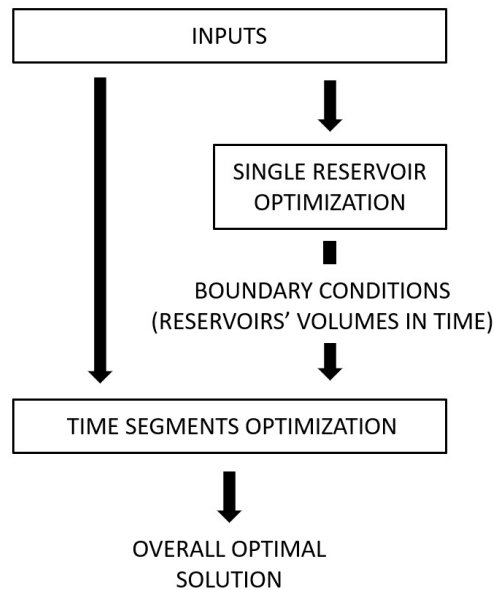 INPUTS
SINGLE RESERVOIR
OPTIMIZATION
BOUNDARY CONDITIONS
(RESERVOIRS’ VOLUMES IN TIME)
TIME SEGMENTS OPTIMIZATION
OVERALL OPTIMAL
SOLUTION